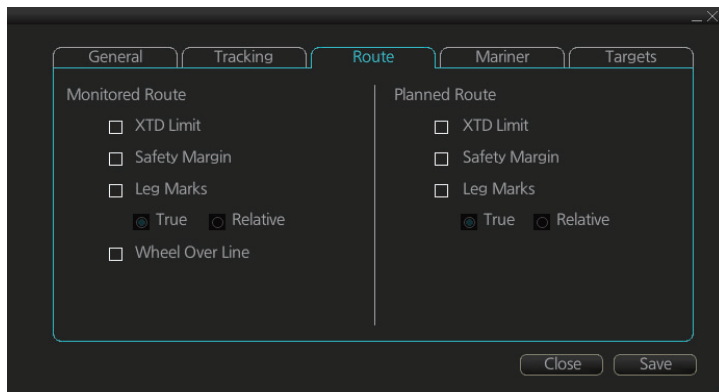 General Tracking Route Mariner Targets
Monitored Route
XTD Limit
Safety Margin
Leg Marks
True Relative
Wheel Over Line
Planned Route
XTD Limit
Safety Margin
Leg Marks
True Relative
Close Save